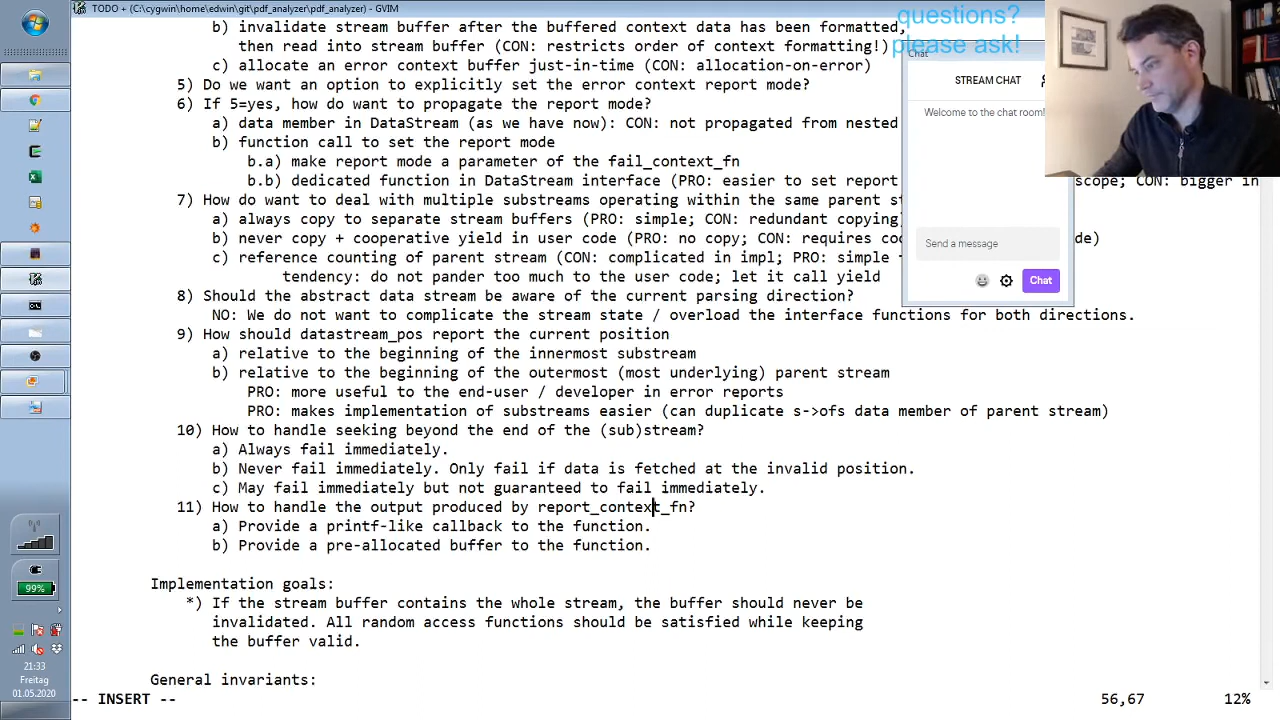 TODO + (C:\cygwin\home\edwin\git\pdf_analyzer\pdf_analyzer) - GVIM
b) invalidate stream buffer after the buffered context data has been formatted,
then read into stream buffer (CON: restricts order of context formatting!)
c) allocate an error context buffer just-in-time (CON: allocation-on-error)
5) Do we want an option to explicitly set the error context report mode?
6) If 5=yes, how do want to propagate the report mode?
a) data member in DataStream (as we have now): CON: not propagated from nested
b) function call to set the report mode
b.a) make report mode a parameter of the fail_context_fn
b.b) dedicated function in DataStream interface (PRO: easier to set report scope; CON: bigger in
7) How do want to deal with multiple substreams operating within the same parent st
a) always copy to separate stream buffers (PRO: simple; CON: redundant copying)
b) never copy + cooperative yield in user code (PRO: no copy; CON: requires cod de)
c) reference counting of parent stream (CON: complicated in impl; PRO: simple
tendency: do not pander too much to the user code; let it call yield
8) Should the abstract data stream be aware of the current parsing direction?
NO: We do not want to complicate the stream state / overload the interface functions for both directions.
9) How should datastream_pos report the current position
a) relative to the beginning of the innermost substream
b) relative to the beginning of the outermost (most underlying) parent stream
PRO: more useful to the end-user / developer in error reports
PRO: makes implementation of substreams easier (can duplicate s->ofs data member of parent stream)
10) How to handle seeking beyond the end of the (sub)stream?
a) Always fail immediately.
b) Never fail immediately. Only fail if data is fetched at the invalid position.
c) May fail immediately but not guaranteed to fail immediately.
11) How to handle the output produced by report_context_fn?
a) Provide a printf-like callback to the function.
b) Provide a pre-allocated buffer to the function.
Implementation goals:
*) If the stream buffer contains the whole stream, the buffer should never be
invalidated. All random access functions should be satisfied while keeping
the buffer valid.
General invariants:
-- INSERT --
56,67
12%
questions?
please ask!
Chat
STREAM CHAT
Welcome to the chat room!
Send a message
Chat
99%
21:33
Freitag
01.05.2020